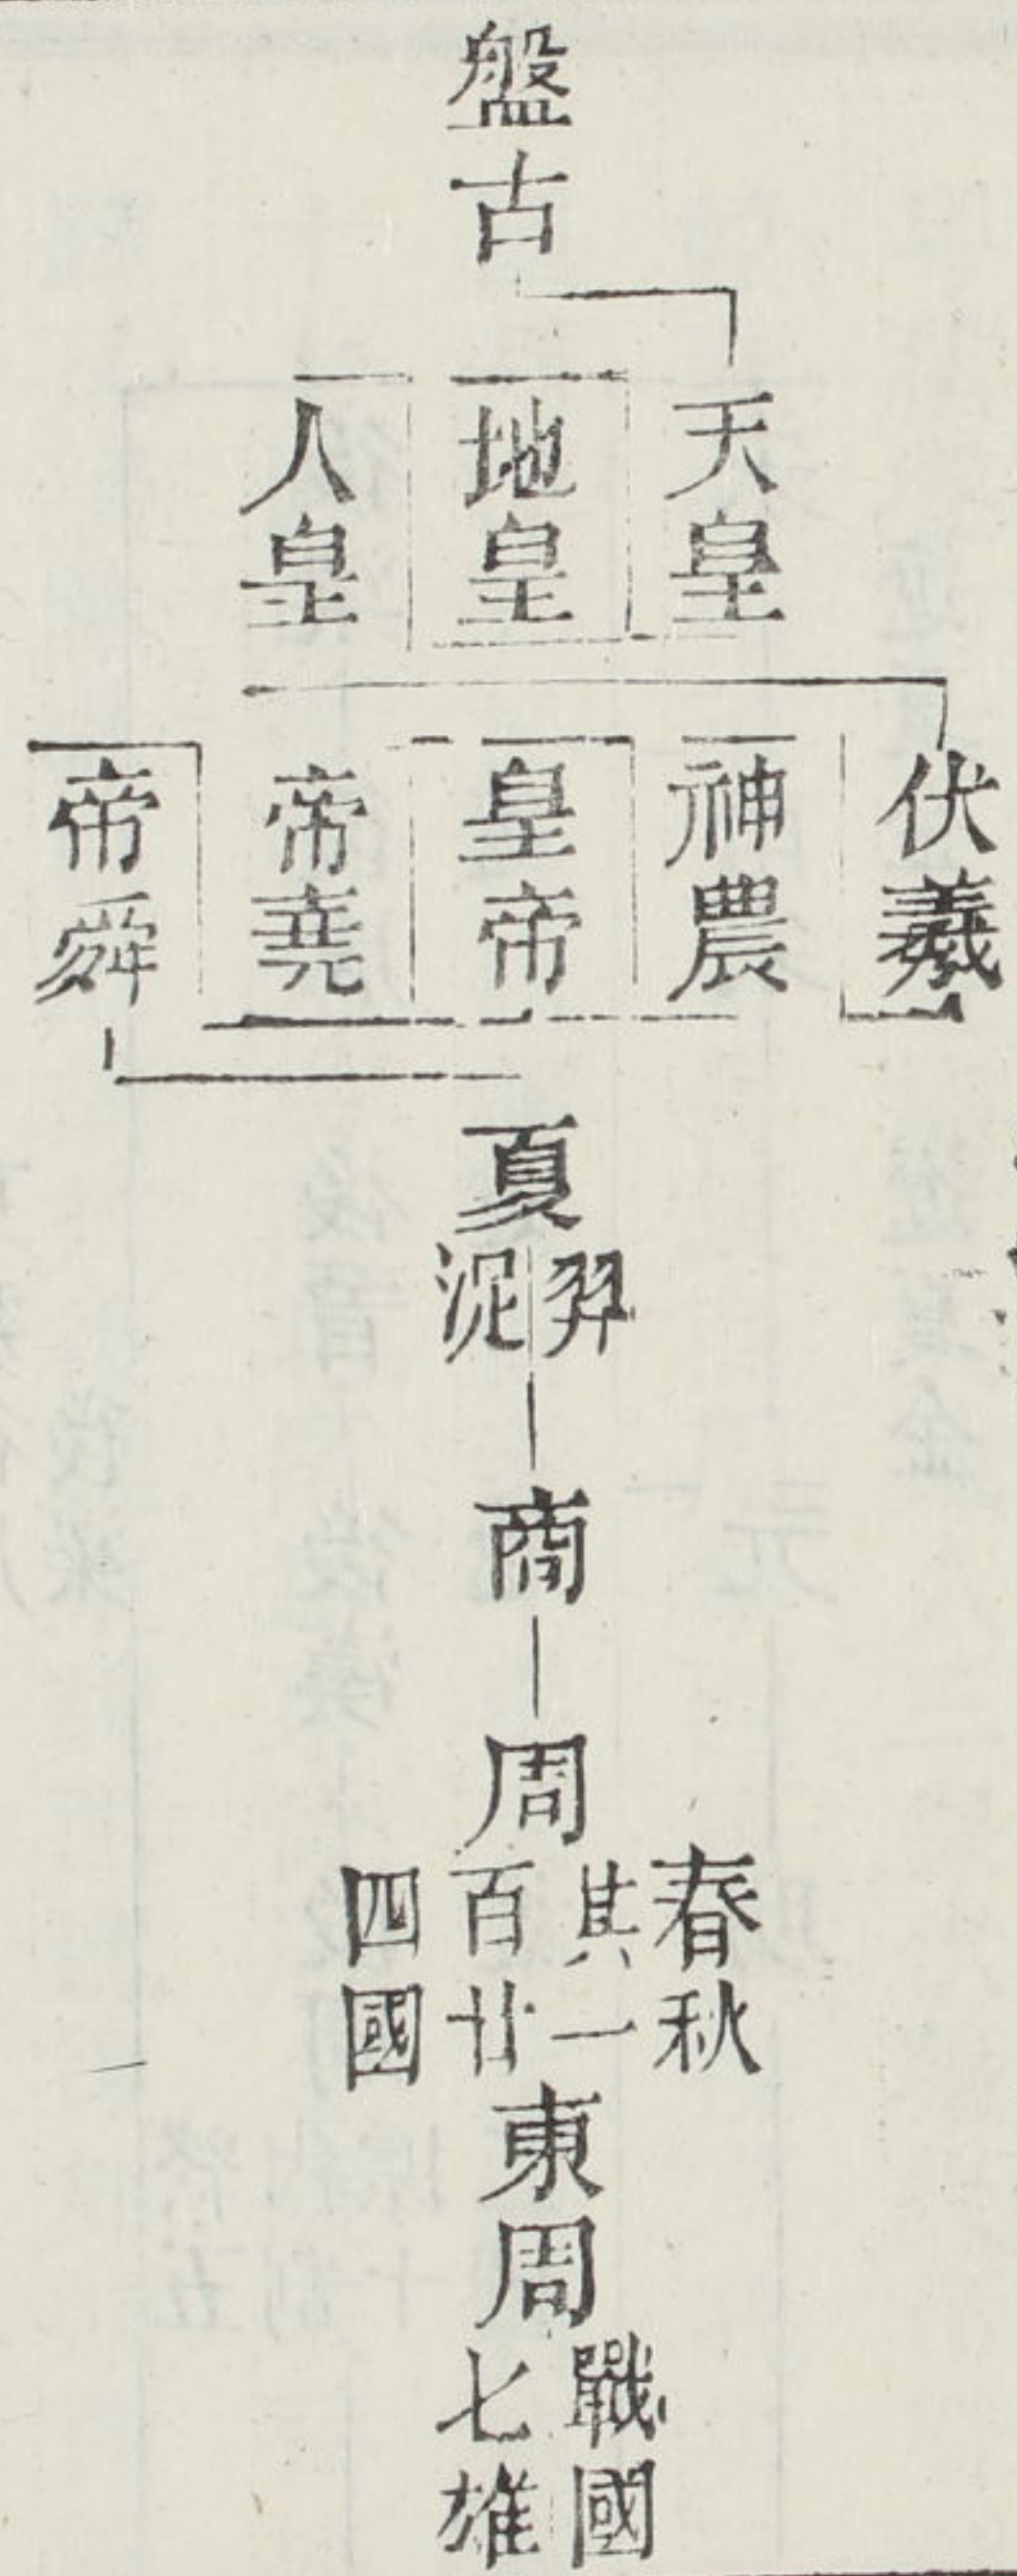 盤古
天皇
地皇
人皇
伏羲
神農
皇帝
帝堯
帝舜
夏
羿
浞
商
周
春秋
其一
百廿
四國
東周
戰國
七雄